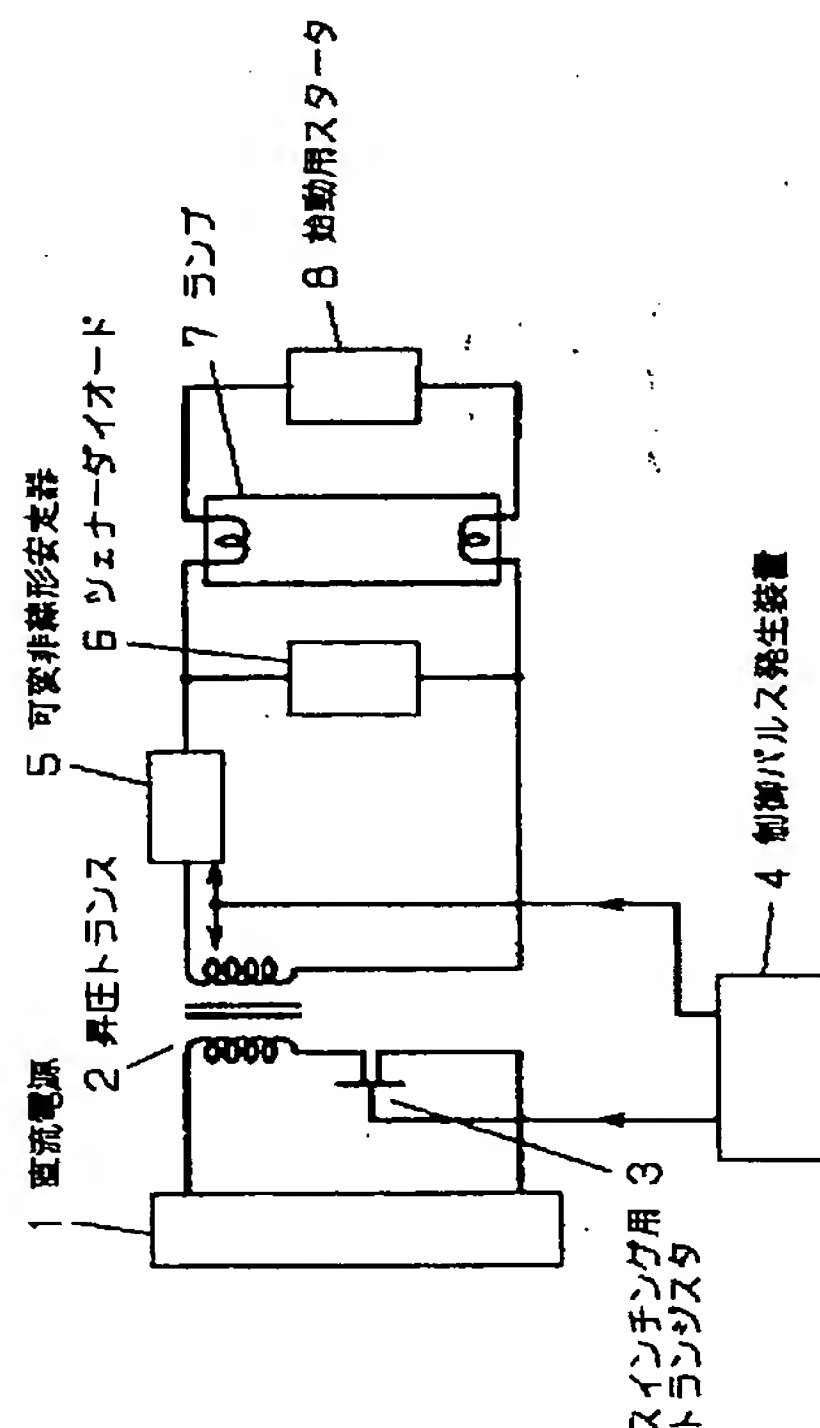 1 直流電源
2 昇圧トランス
スインチング用 3
トランジスタ
4 制御パルス発生装置
5 可変非線形安定器
6 ツェナーダイオード
7 ランプ
8 始動用スタータ